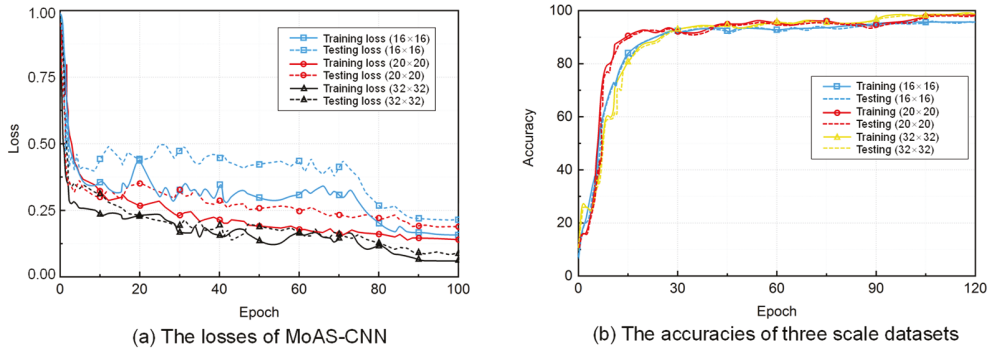 1.00
0.75
0.50
0.25
0.00
Loss
Training loss (16×16)
Testing loss (16×16)
Training loss (20×20)
Testing loss (20×20)
Training loss (32×32)
Testing loss (32×32)
0 20 40 60 80 100
Epoch
(a) The losses of MoAS-CNN
100
80
60
40
20
0
Accuracy
Training (16×16)
Testing (16×16)
Training (20×20)
Testing (20×20)
Training (32×32)
Testing (32×32)
0 30 60 90 120
Epoch
(b) The accuracies of three scale datasets